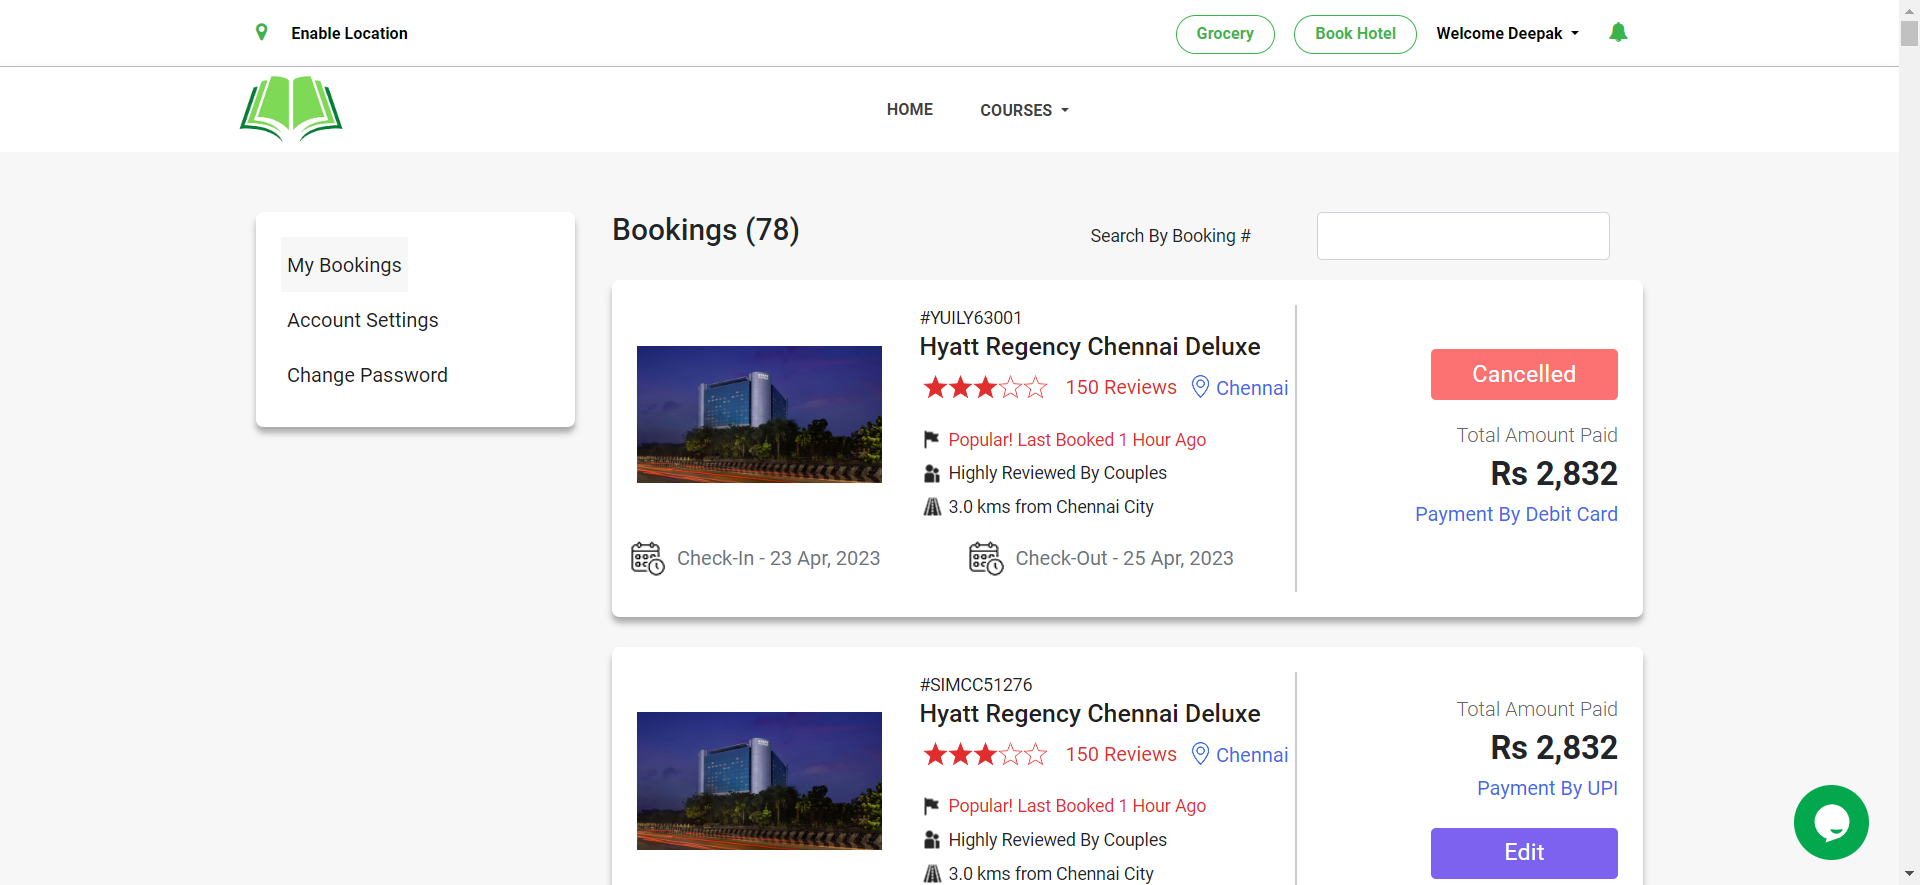 Enable Location
Grocery
Book Hotel
Welcome Deepak
HOME
COURSES
My Bookings
Account Settings
Change Password
Bookings (78)
Search By Booking #
#YUILY63001
Hyatt Regency Chennai Deluxe
150 Reviews
Chennai
Popular! Last Booked 1 Hour Ago
Highly Reviewed By Couples
3.0 kms from Chennai City
Check-In - 23 Apr, 2023
Check-Out - 25 Apr, 2023
Cancelled
Total Amount Paid
Rs 2,832
Payment By Debit Card
#SIMCC51276
Hyatt Regency Chennai Deluxe
150 Reviews
Chennai
Popular! Last Booked 1 Hour Ago
Highly Reviewed By Couples
3.0 kms from Chennai City
Total Amount Paid
Rs 2,832
Payment By UPI
Edit